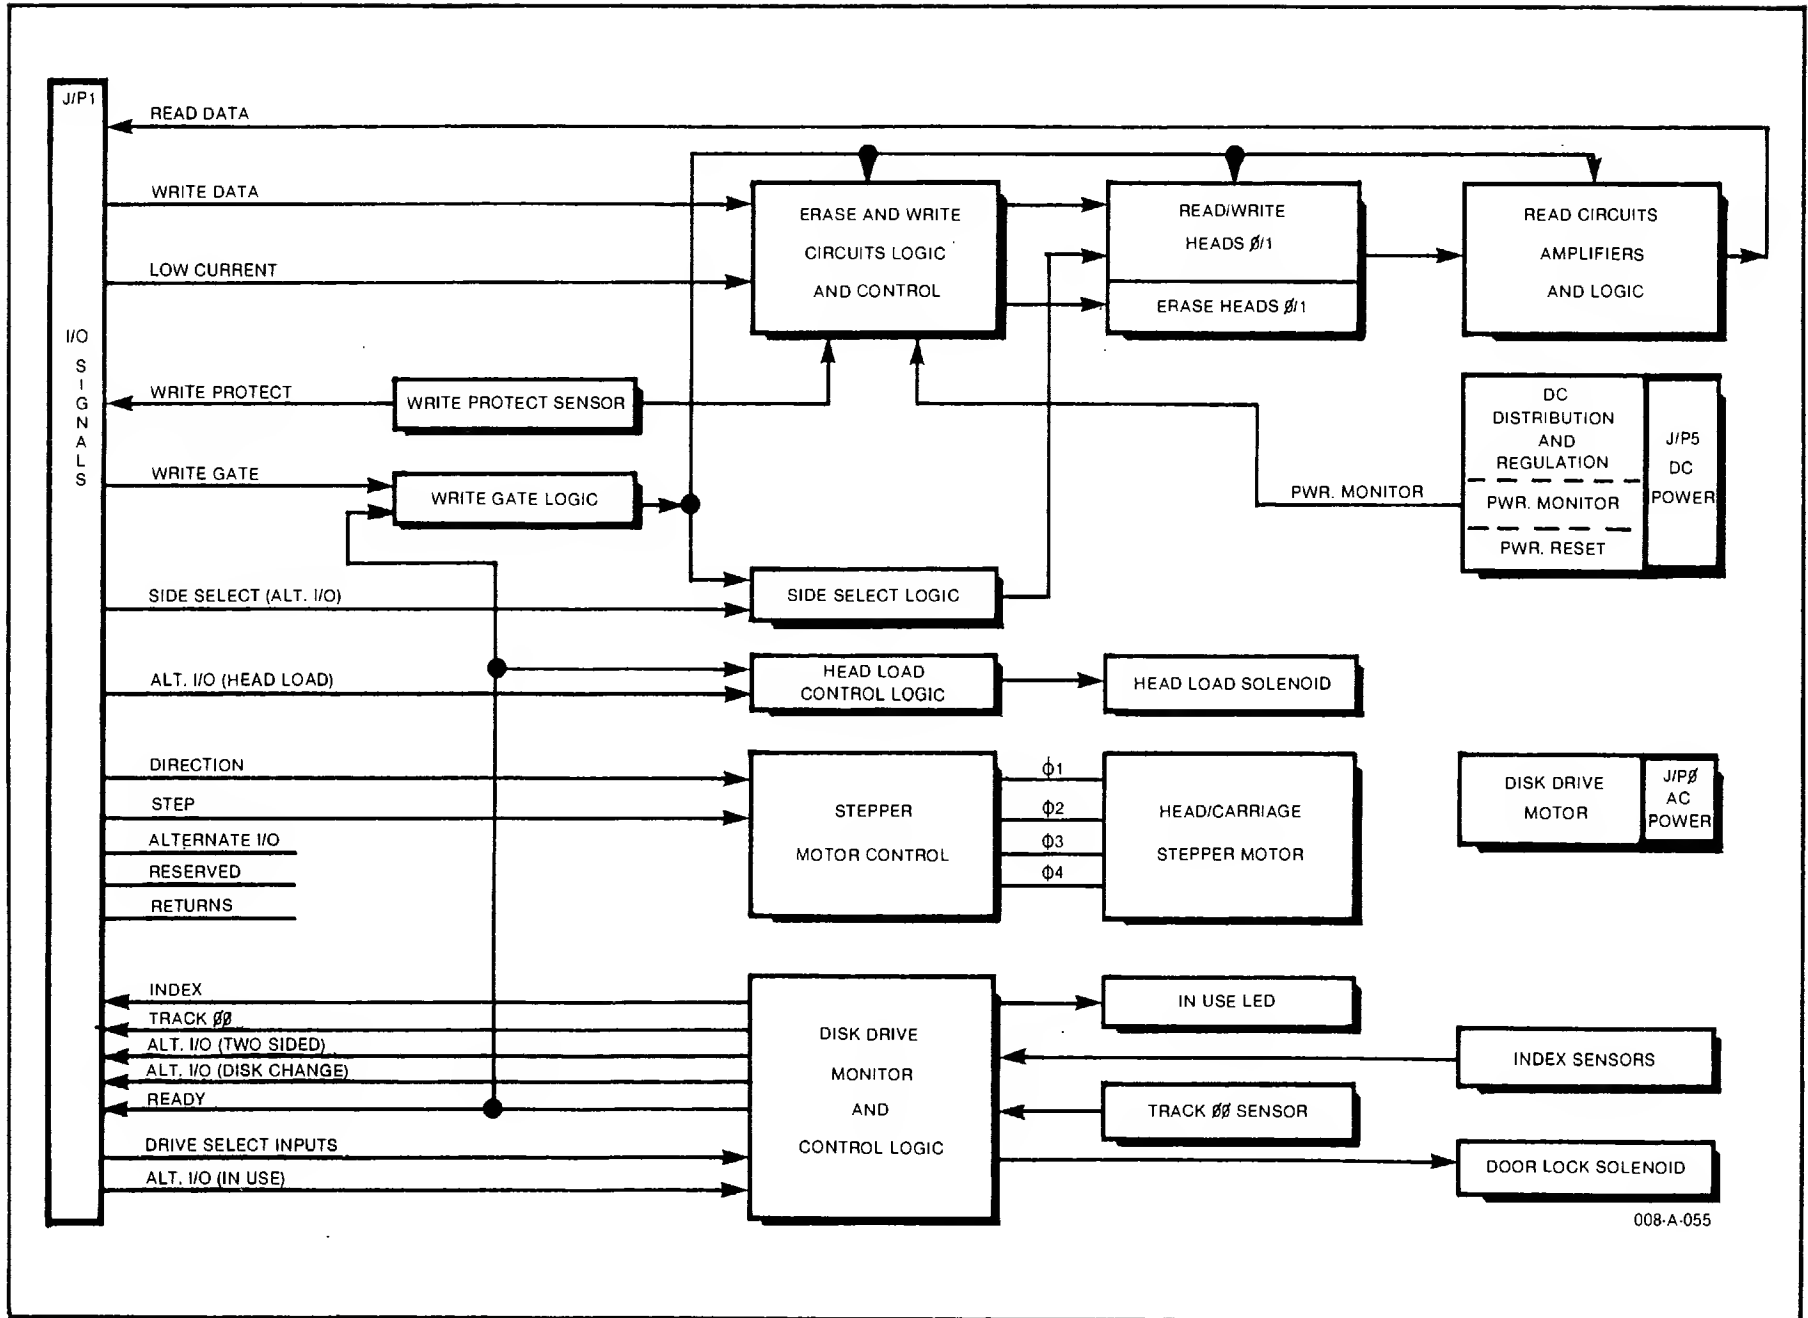 J/P1
I/O
SIGNALS
READ DATA
WRITE DATA
LOW CURRENT
WRITE PROTECT
WRITE GATE
SIDE SELECT (ALT. I/O)
ALT. I/O (HEAD LOAD)
DIRECTION
STEP
ALTERNATE I/O
RESERVED
RETURNS
INDEX
TRACK ØØ
ALT. I/O (TWO SIDED)
ALT. I/O (DISK CHANGE)
READY
DRIVE SELECT INPUTS
ALT. I/O (IN USE)
ERASE AND WRITE
CIRCUITS LOGIC
AND CONTROL
READ/WRITE
HEADS Ø/1
ERASE HEADS Ø/1
READ CIRCUITS
AMPLIFIERS
AND LOGIC
WRITE PROTECT SENSOR
WRITE GATE LOGIC
PWR. MONITOR
DC
DISTRIBUTION
AND
REGULATION
PWR. MONITOR
PWR. RESET
J/P5
DC
POWER
SIDE SELECT LOGIC
HEAD LOAD
CONTROL LOGIC
HEAD LOAD SOLENOID
STEPPER
MOTOR CONTROL
Φ1
Φ2
Φ3
Φ4
HEAD/CARRIAGE
STEPPER MOTOR
DISK DRIVE
MOTOR
J/PØ
AC
POWER
DISK DRIVE
MONITOR
AND
CONTROL LOGIC
IN USE LED
INDEX SENSORS
TRACK ØØ SENSOR
DOOR LOCK SOLENOID
008-A-055